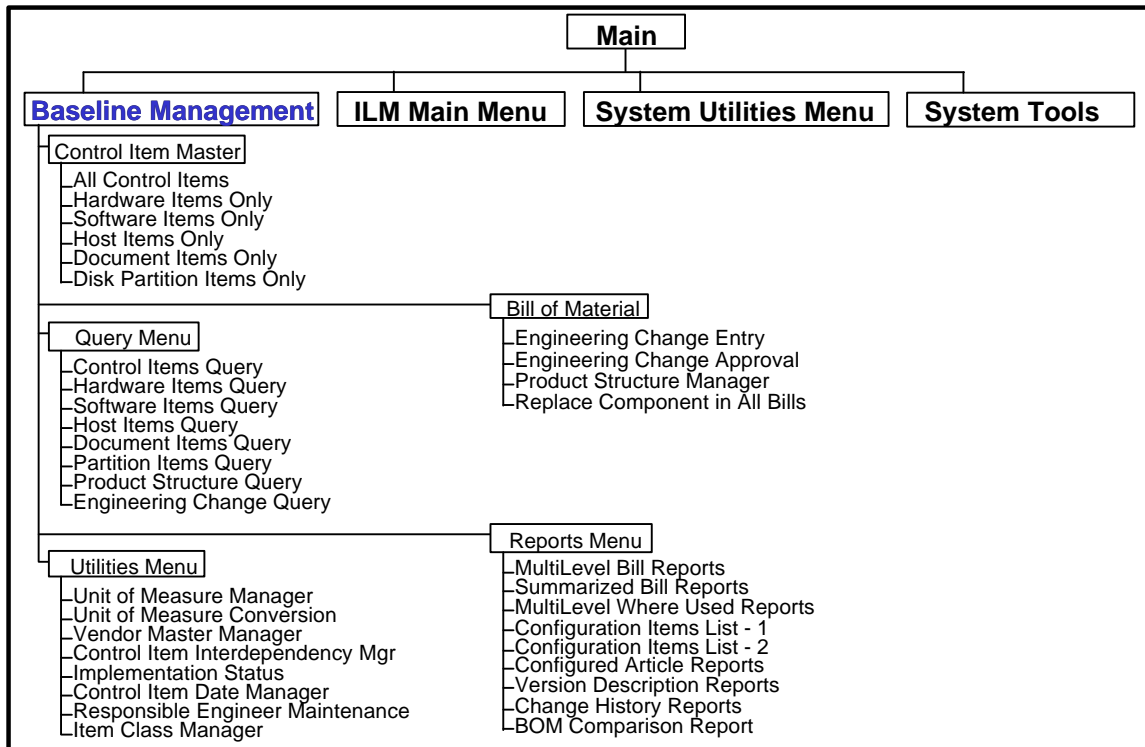 Main
Baseline Management
ILM Main Menu
System Utilities Menu
System Tools
Control Item Master
All Control Items
Hardware Items Only
Software Items Only
Host Items Only
Document Items Only
Disk Partition Items Only
Bill of Material
Engineering Change Entry
Engineering Change Approval
Product Structure Manager
Replace Component in All Bills
Query Menu
Control Items Query
Hardware Items Query
Software Items Query
Host Items Query
Document Items Query
Partition Items Query
Product Structure Query
Engineering Change Query
Reports Menu
MultiLevel Bill Reports
Summarized Bill Reports
MultiLevel Where Used Reports
Configuration Items List - 1
Configuration Items List - 2
Configured Article Reports
Version Description Reports
Change History Reports
BOM Comparison Report
Utilities Menu
Unit of Measure Manager
Unit of Measure Conversion
Vendor Master Manager
Control Item Interdependency Mgr
Implementation Status
Control Item Date Manager
Responsible Engineer Maintenance
Item Class Manager